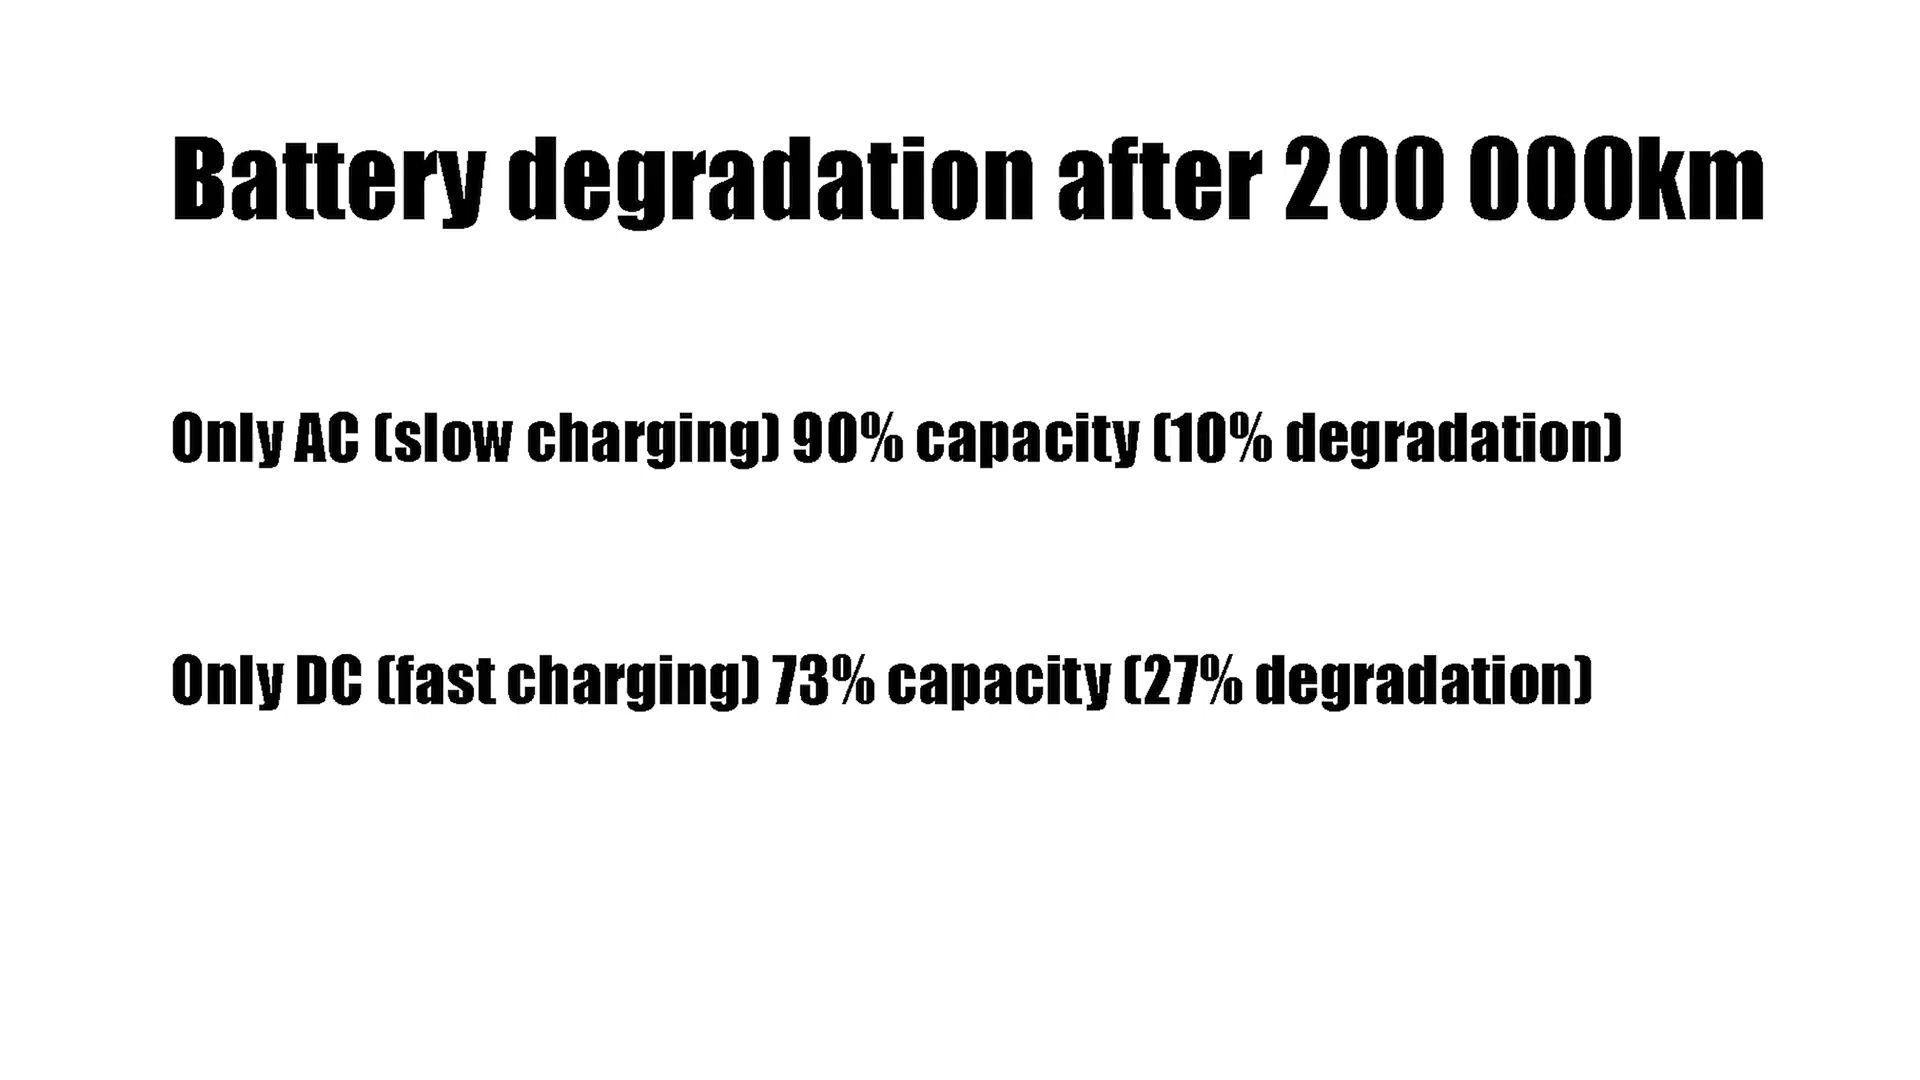 Battery degradation after 200 000km
Only AC (slow charging) 90% capacity (10% degradation)
Only DC (fast charging) 73% capacity (27% degradation)